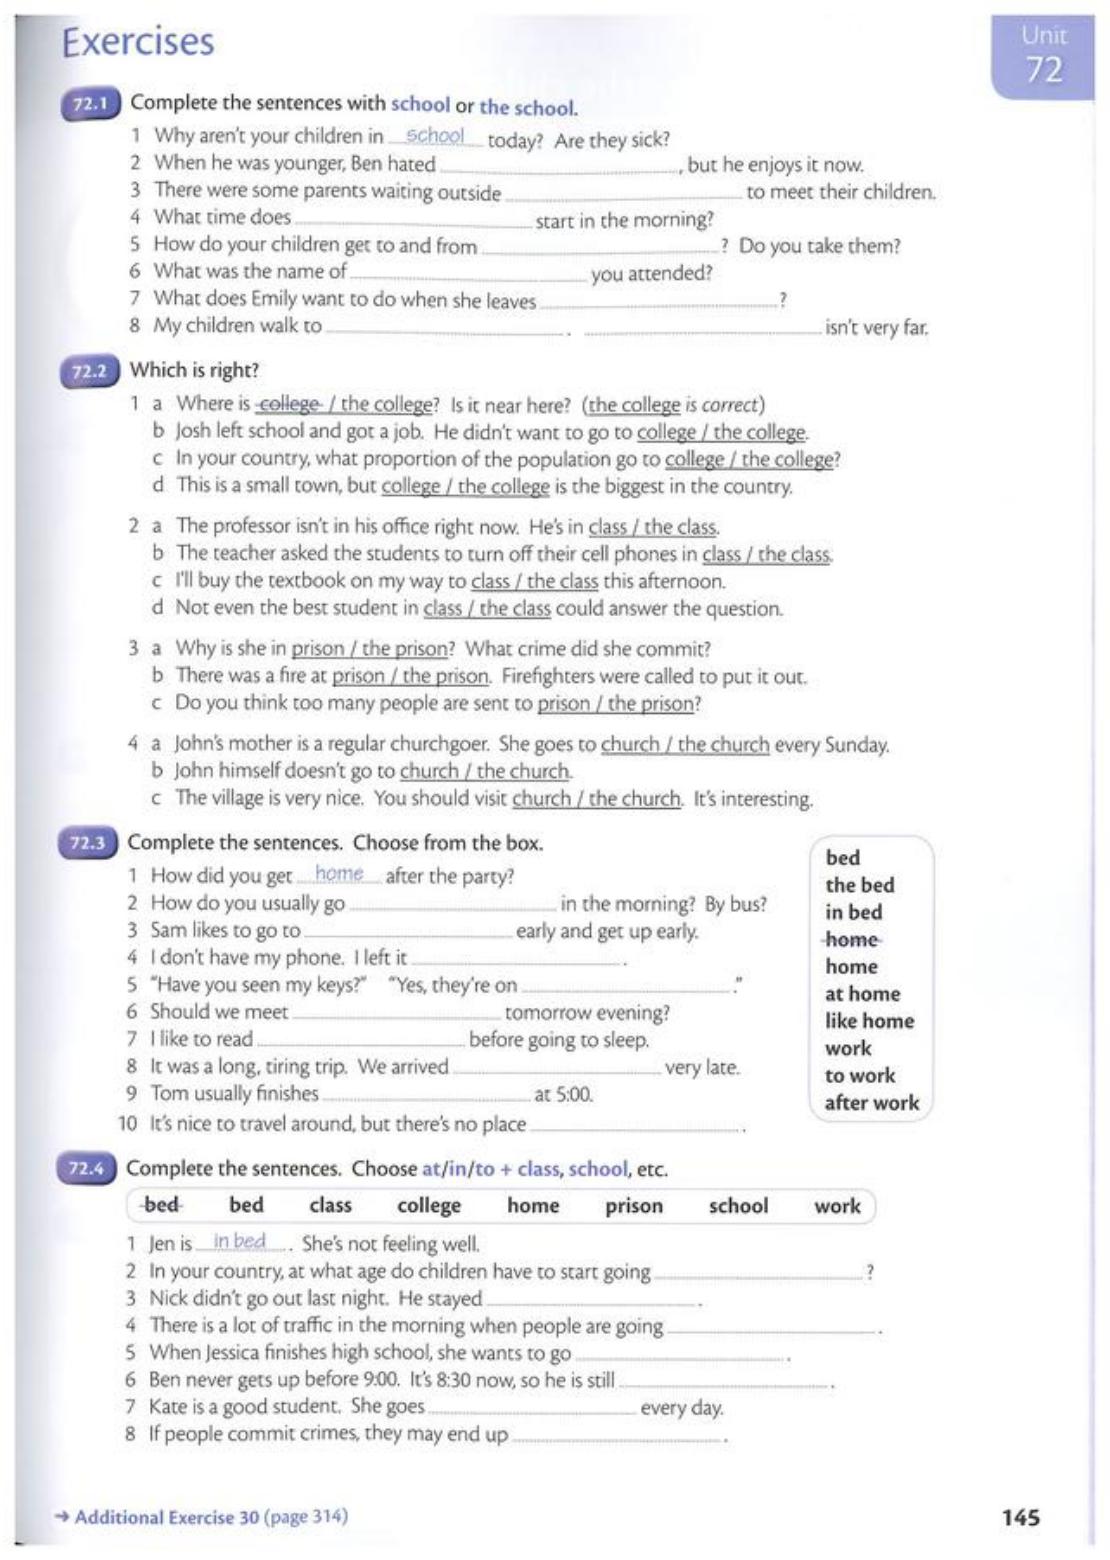 Exercises
Unit
72
72.1 Complete the sentences with school or the school.
1 Why aren't your children in school today? Are they sick?
2 When he was younger, Ben hated , but he enjoys it now.
3 There were some parents waiting outside to meet their children.
4 What time does start in the morning?
5 How do your children get to and from ? Do you take them?
6 What was the name of you attended?
7 What does Emily want to do when she leaves ?
8 My children walk to . isn't very far.
72.2 Which is right?
1 a Where is college / the college? Is it near here? (the college is correct)
b Josh left school and got a job. He didn't want to go to college / the college.
c In your country, what proportion of the population go to college / the college?
d This is a small town, but college / the college is the biggest in the country.
2 a The professor isn't in his office right now. He's in class / the class.
b The teacher asked the students to turn off their cell phones in class / the class.
c I'll buy the textbook on my way to class / the class this afternoon.
d Not even the best student in class / the class could answer the question.
3 a Why is she in prison / the prison? What crime did she commit?
b There was a fire at prison / the prison. Firefighters were called to put it out.
c Do you think too many people are sent to prison / the prison?
4 a John's mother is a regular churchgoer. She goes to church / the church every Sunday.
b John himself doesn't go to church / the church.
c The village is very nice. You should visit church / the church. It's interesting.
72.3 Complete the sentences. Choose from the box.
1 How did you get home after the party?
2 How do you usually go in the morning? By bus?
3 Sam likes to go to early and get up early.
4 I don't have my phone. I left it .
5 "Have you seen my keys?" "Yes, they're on ."
6 Should we meet tomorrow evening?
7 I like to read before going to sleep.
8 It was a long, tiring trip. We arrived very late.
9 Tom usually finishes at 5:00.
10 It's nice to travel around, but there's no place .
bed
the bed
in bed
home
home
at home
like home
work
to work
after work
72.4 Complete the sentences. Choose at/in/to + class, school, etc.
bed bed class college home prison school work
1 Jen is in bed . She's not feeling well.
2 In your country, at what age do children have to start going ?
3 Nick didn't go out last night. He stayed .
4 There is a lot of traffic in the morning when people are going .
5 When Jessica finishes high school, she wants to go .
6 Ben never gets up before 9:00. It's 8:30 now, so he is still .
7 Kate is a good student. She goes every day.
8 If people commit crimes, they may end up .
→ Additional Exercise 30 (page 314)
145